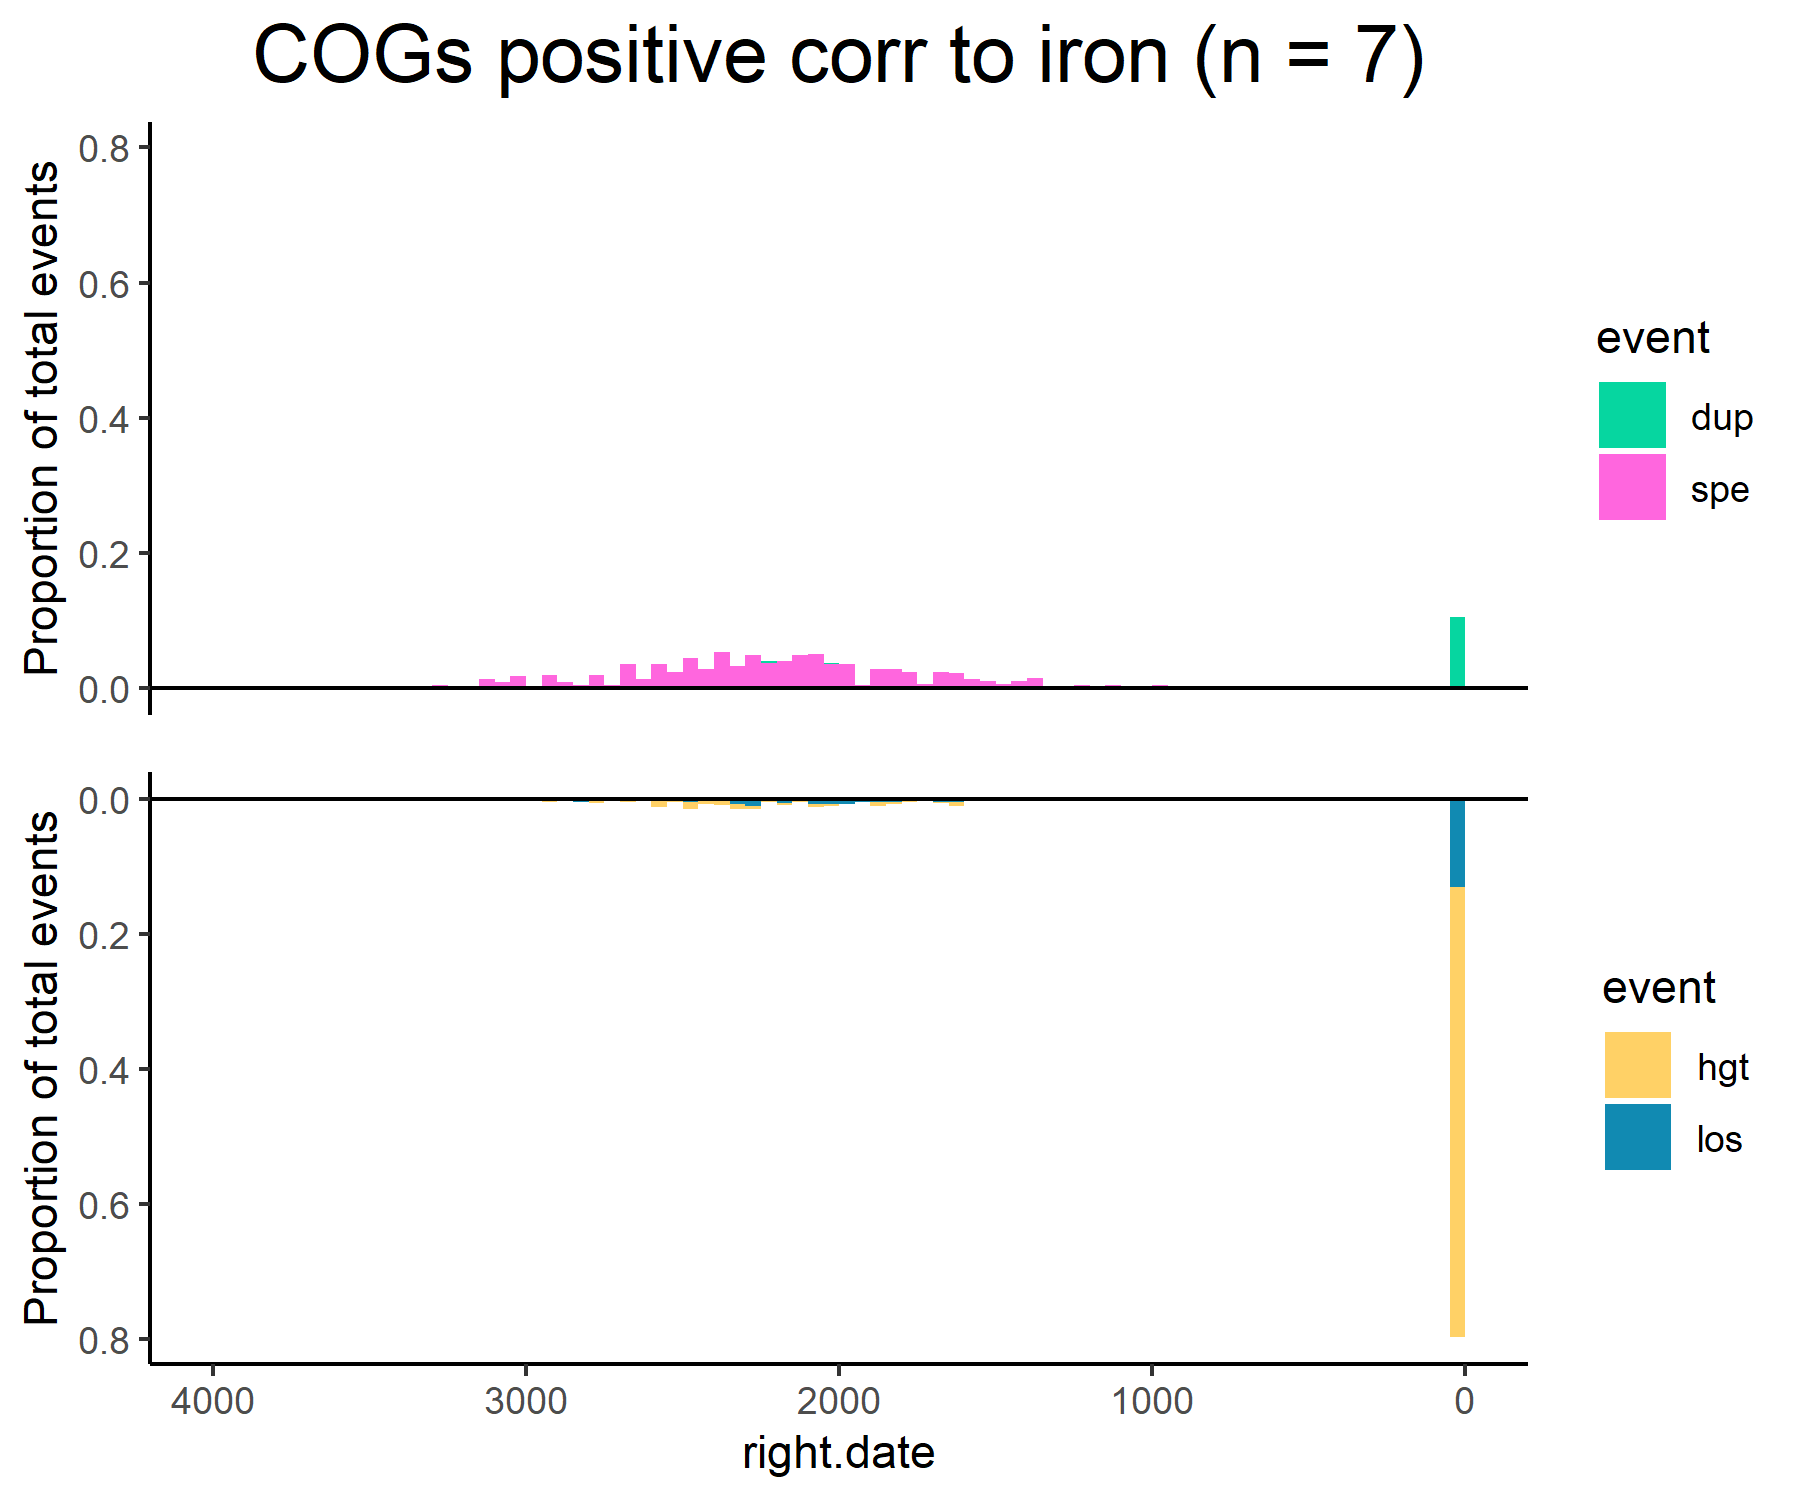 COGs positive corr to iron (n = 7)
Proportion of total events
0.8
0.6
0.4
0.2
0.0
event
dup
spe
Proportion of total events
0.0
0.2
0.4
0.6
0.8
event
hgt
los
4000 3000 2000 1000 0
right.date